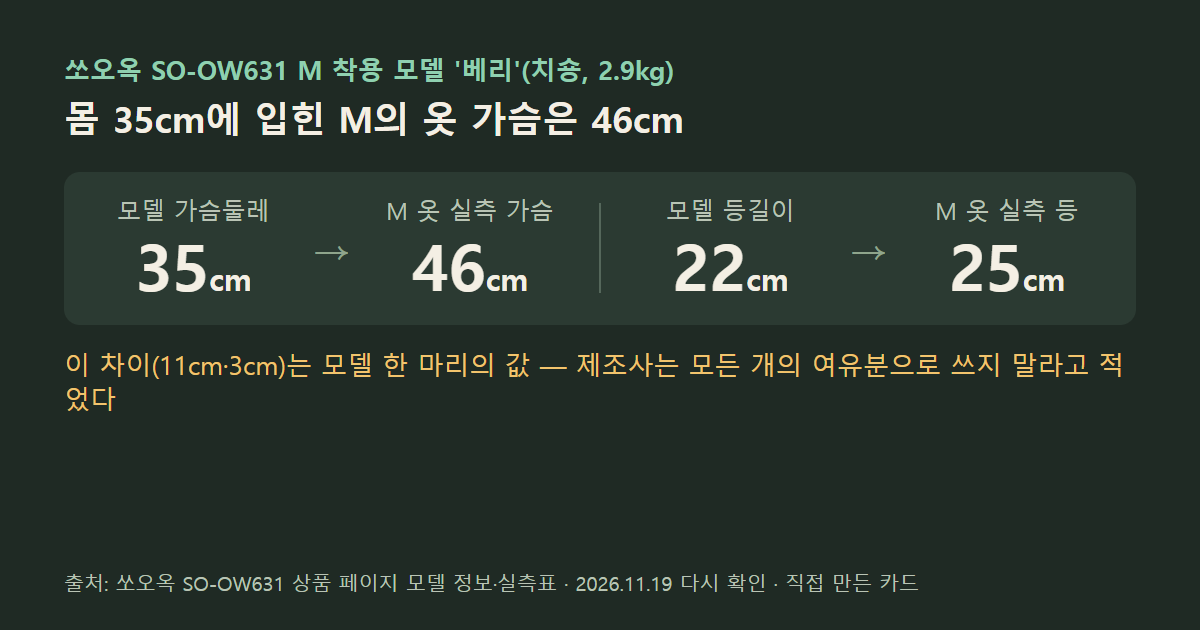 쏘오옥 SO-OW631 M 착용 모델 '베리'(치숑, 2.9kg)
몸 35cm에 입힌 M의 옷 가슴은 46cm
모델 가슴둘레
35cm
→
M 옷 실측 가슴
46cm
모델 등길이
22cm
→
M 옷 실측 등
25cm
이 차이(11cm·3cm)는 모델 한 마리의 값 — 제조사는 모든 개의 여유분으로 쓰지 말라고 적
었다
출처: 쏘오옥 SO-OW631 상품 페이지 모델 정보·실측표 · 2026.11.19 다시 확인 · 직접 만든 카드